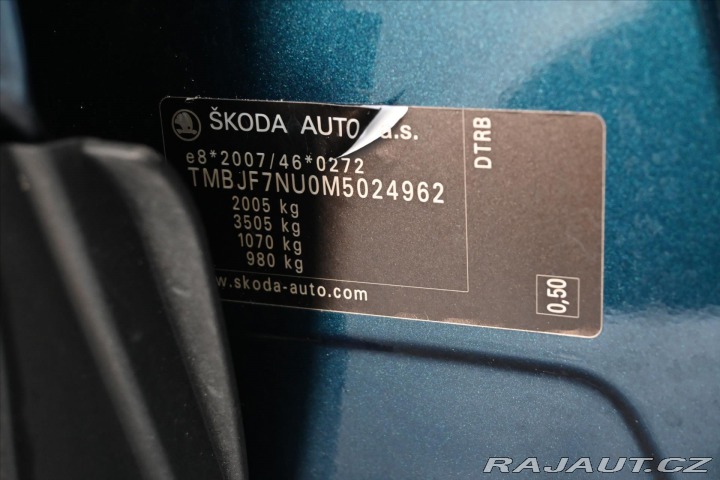 ŠKODA AUTO a.s.
e8*2007/46*0272
TMBJF7NU0M5024962
2005 kg
3505 kg
1070 kg
980 kg
www.skoda-auto.com
DTRB
0,50
RAJAUT.CZ